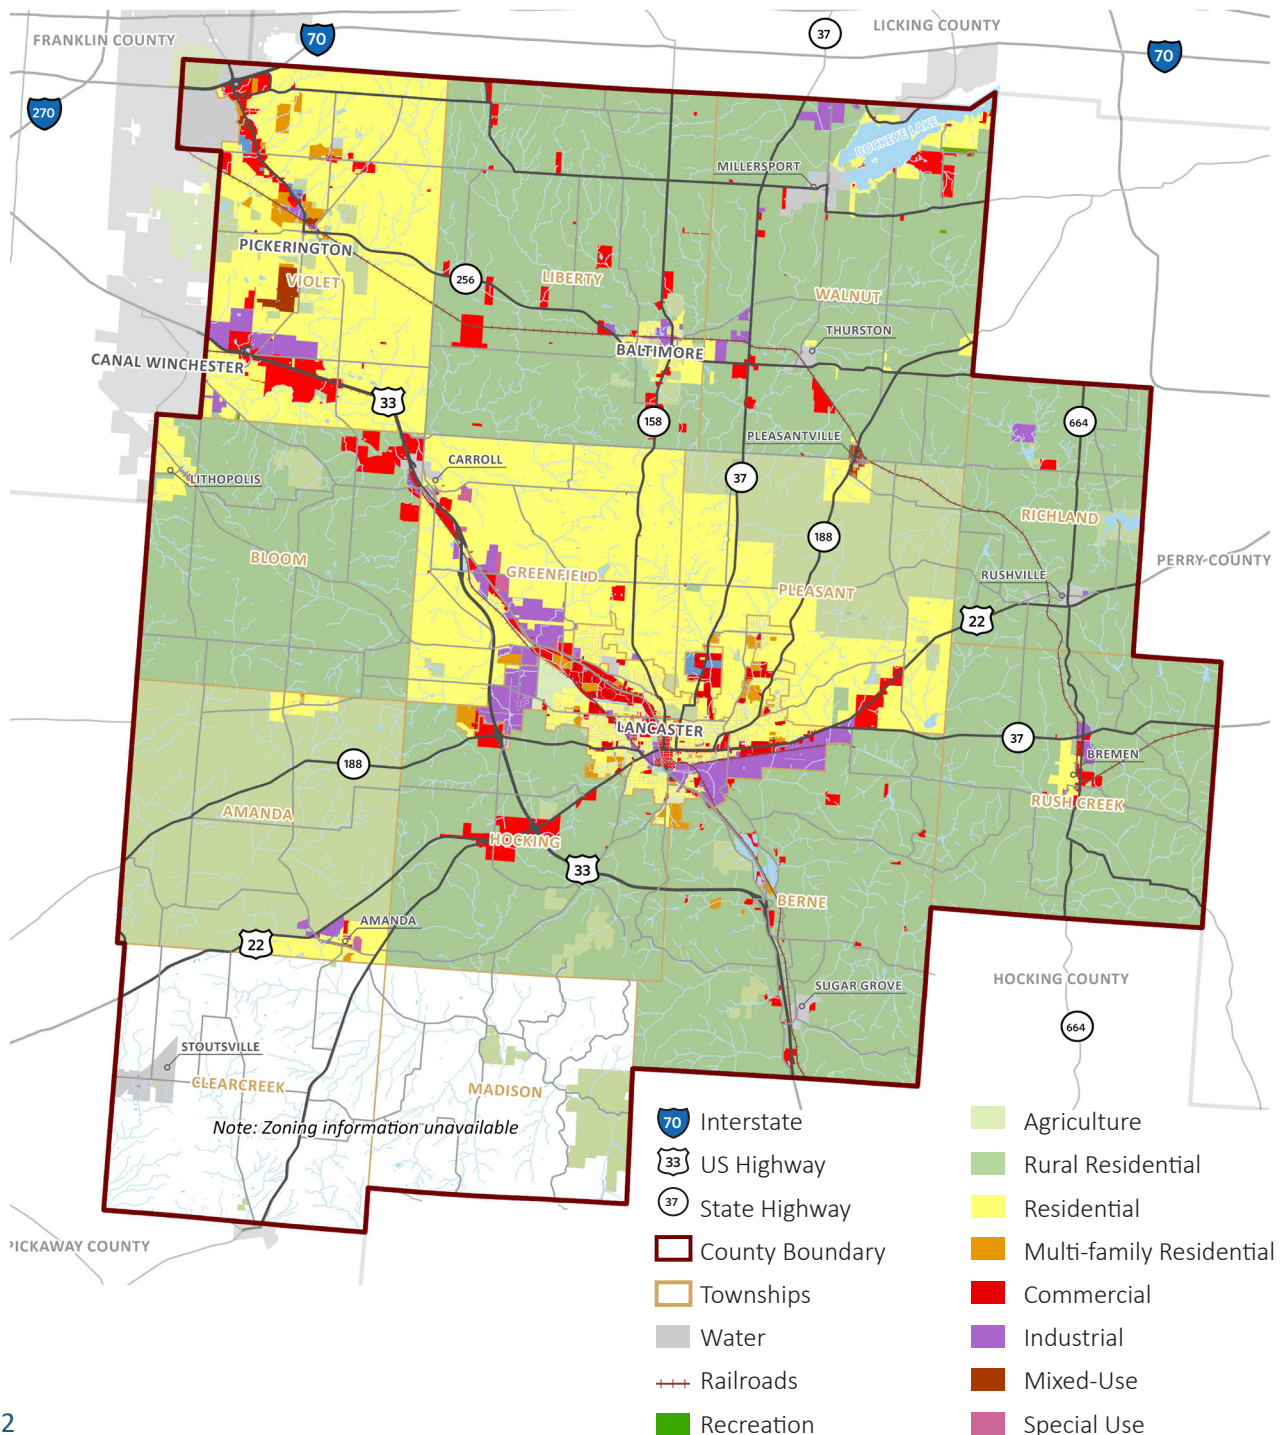 FRANKLIN COUNTY
70
37
LICKING COUNTY
70
270
BUCKEYE LAKE
MILLERSPORT
PICKERINGTON
VIOLET
256
LIBERTY
WALNUT
THURSTON
BALTIMORE
CANAL WINCHESTER
33
158
664
PLEASANTVILLE
CARROLL
37
LITHOPOLIS
RICHLAND
188
BLOOM
GREENFIELD
PERRY COUNTY
RUSHVILLE
PLEASANT
22
LANCASTER
37
BREMEN
188
RUSH CREEK
AMANDA
HOCKING
33
BERNE
AMANDA
22
HOCKING COUNTY
SUGAR GROVE
664
STOUTSVILLE
CLEARCREEK
MADISON
Note: Zoning information unavailable
PICKAWAY COUNTY
70 Interstate
33 US Highway
37 State Highway
County Boundary
Townships
Water
Railroads
Recreation
Agriculture
Rural Residential
Residential
Multi-family Residential
Commercial
Industrial
Mixed-Use
Special Use
2